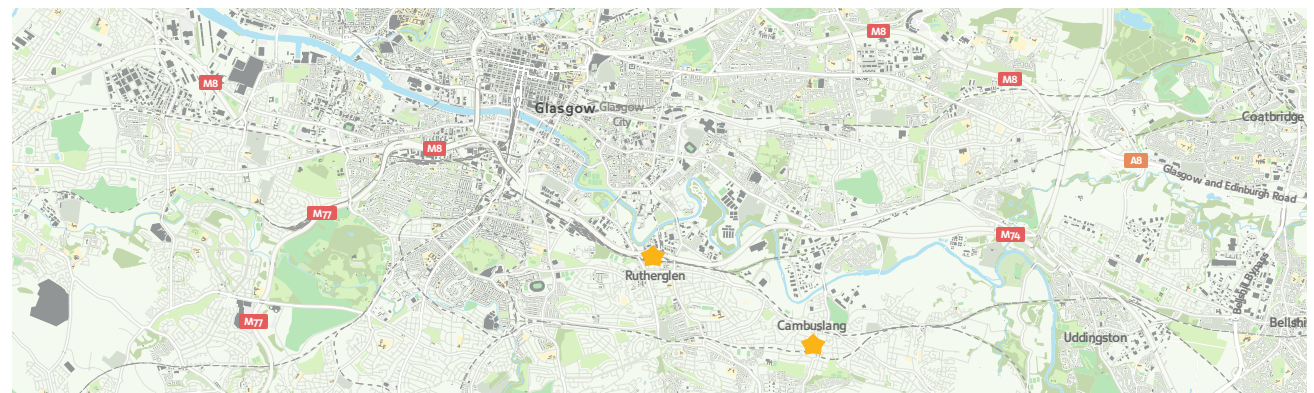 M8
M8
M8
Glasgow
Glasgow
City
Coatbridge
M8
A8
Glasgow and Edinburgh Road
M77
M74
Rutherglen
Bellshill Bypass
M77
Cambuslang
Bellshi
Uddingston